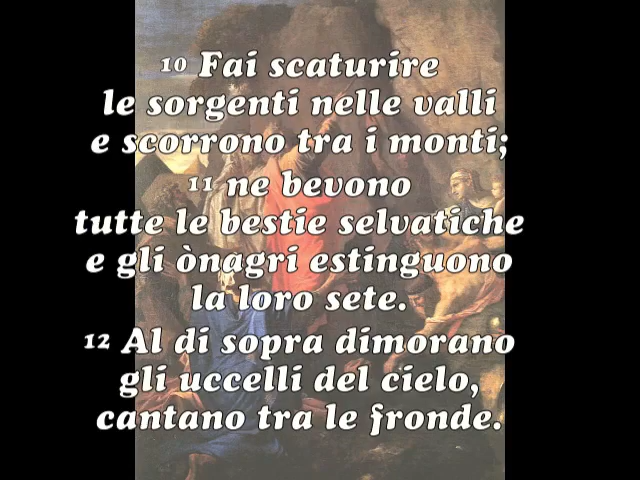 10 Fai scaturire
le sorgenti nelle valli
e scorrono tra i monti;
11 ne bevono
tutte le bestie selvatiche
e gli ònagri estinguono
la loro sete.
12 Al di sopra dimorano
gli uccelli del cielo,
cantano tra le fronde.